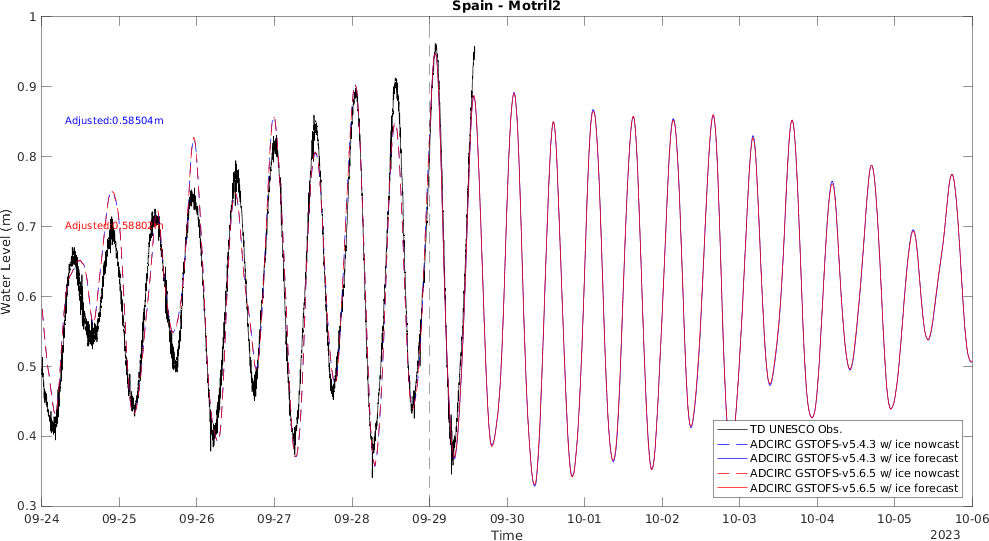 Spain - Motril2
Water Level (m)
1
0.9
0.8
0.7
0.6
0.5
0.4
0.3
Adjusted:0.58504m
Adjusted:0.58802m
TD UNESCO Obs.
ADCIRC GSTOFS-v5.4.3 w/ ice nowcast
ADCIRC GSTOFS-v5.4.3 w/ ice forecast
ADCIRC GSTOFS-v5.6.5 w/ ice nowcast
ADCIRC GSTOFS-v5.6.5 w/ ice forecast
09-24 09-25 09-26 09-27 09-28 09-29 09-30 10-01 10-02 10-03 10-04 10-05 10-06
Time
2023